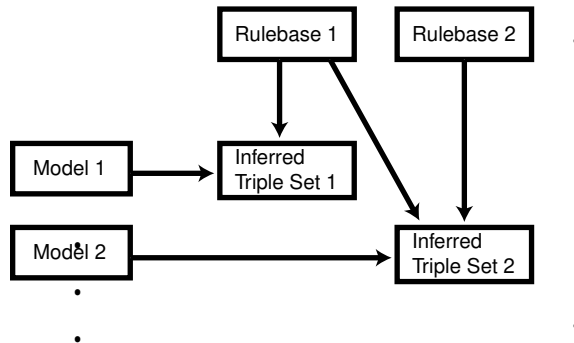 Rulebase 1
Rulebase 2
Model 1
Inferred
Triple Set 1
Model 2
Inferred
Triple Set 2